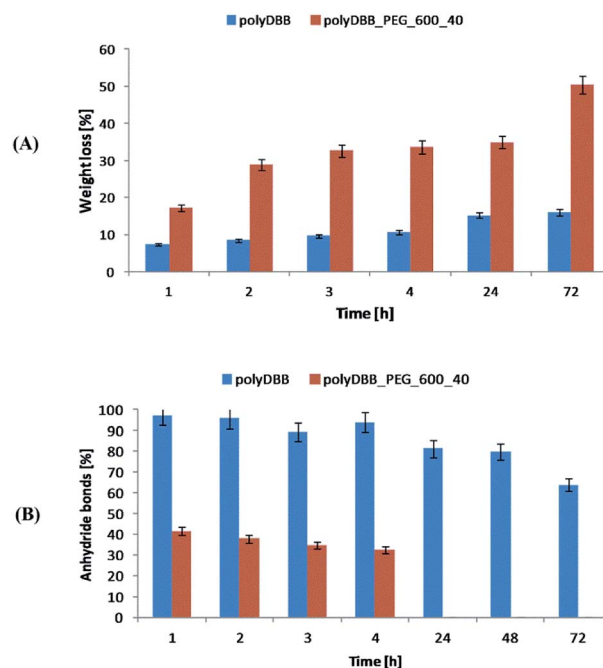 polyDBB polyDBB_PEG_600_40
(A)
Weight loss [%]
60
50
40
30
20
10
0
1 2 3 4 24 72
Time [h]
polyDBB polyDBB_PEG_600_40
(B)
Anhydride bonds [%]
100
90
80
70
60
50
40
30
20
10
0
1 2 3 4 24 48 72
Time [h]